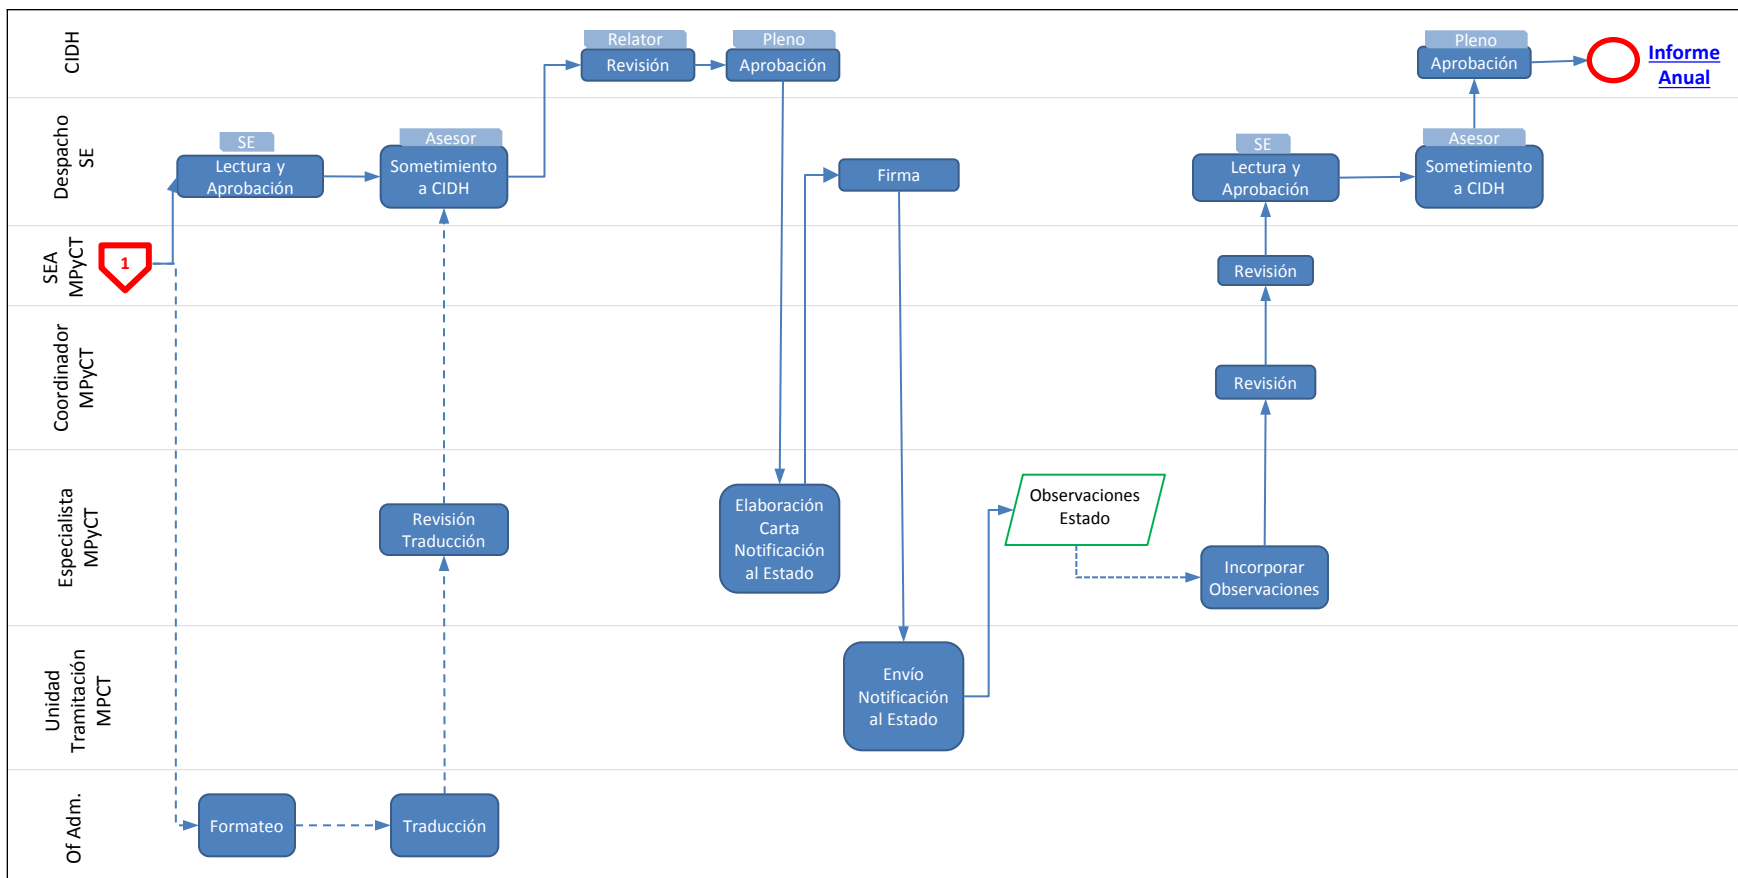 CIDH
Relator
Revisión
Pleno
Aprobación
Pleno
Aprobación
Informe
Anual
Despacho
SE
SE
Lectura y
Aprobación
Asesor
Sometimiento
a CIDH
Firma
SE
Lectura y
Aprobación
Asesor
Sometimiento
a CIDH
SEA
MPyCT
1
Revisión
Coordinador
MPyCT
Revisión
Especialista
MPyCT
Revisión
Traducción
Elaboración
Carta
Notificación
al Estado
Observaciones
Estado
Incorporar
Observaciones
Unidad
Tramitación
MPCT
Envío
Notificación
al Estado
Of Adm.
Formateo
Traducción